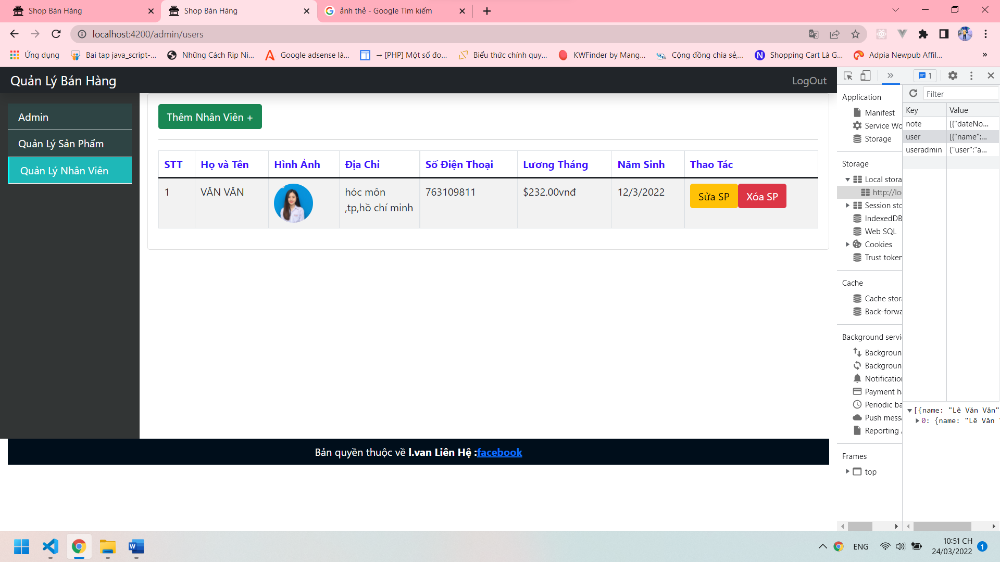 Shop Bán Hàng
Shop Bán Hàng
ảnh thẻ - Google Tìm kiếm
localhost:4200/admin/users
Ứng dụng
Bai tap java_script-...
Những Cách Rip Ni...
Google adsense là...
→ [PHP] Một số đo...
Biểu thức chính quy...
KWFinder by Mang...
Cộng đồng chia sẻ,...
Shopping Cart Là G...
Adpia Newpub Affil...
»
Quản Lý Bán Hàng
LogOut
Admin
Quản Lý Sản Phẩm
Quản Lý Nhân Viên
Thêm Nhân Viên +
STT Họ và Tên Hình Ảnh Địa Chỉ Số Điện Thoại Lương Tháng Năm Sinh Thao Tác
1 VĂN VĂN hóc môn 763109811 $232.00vnđ 12/3/2022 Sửa SP Xóa SP
,tp,hồ chí minh
Bản quyền thuộc về l.van Liên Hệ :facebook
» 1
Application
Manifest
Service Wo
Storage
Storage
Local stora
http://lo
Session sto
IndexedDB
Web SQL
Cookies
Trust token
Cache
Cache stor
Back-forwa
Background servi
Backgroun
Backgroun
Notification
Payment h
Periodic ba
Push messa
Reporting
Frames
top
Filter
Key Value
note [{"dateNo...
user [{"name":...
useradmin {"user":"a...
[{name: "Lê Văn Văn"
0: {name: "Lê Văn
ENG
10:51 CH
24/03/2022
1